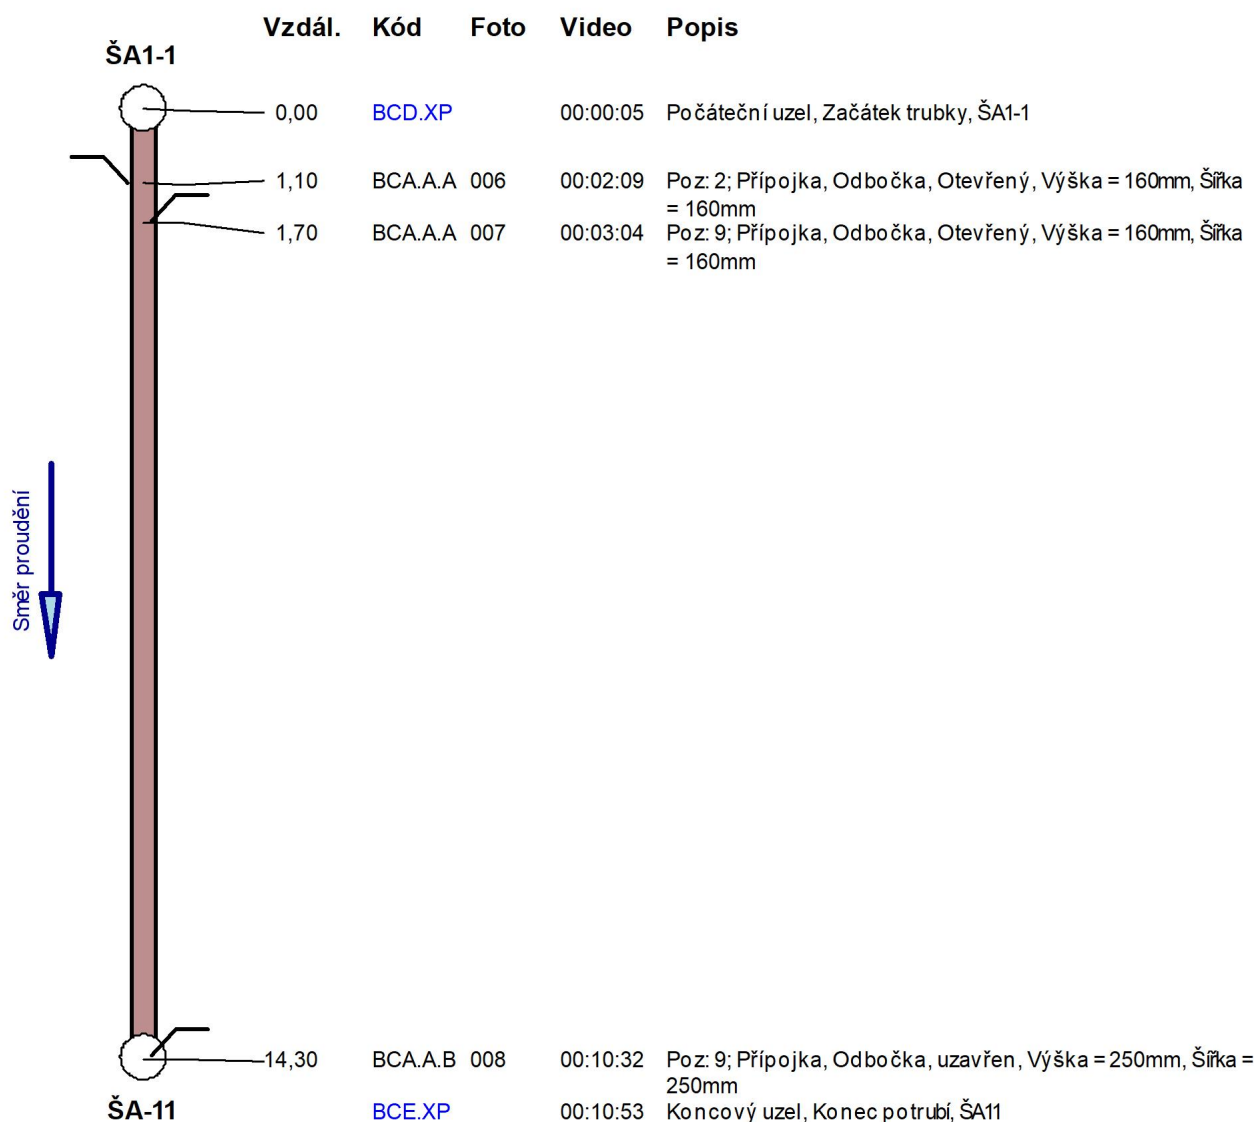 Vzdál. Kód Foto Video Popis
ŠA1-1
0,00 BCD.XP 00:00:05 Počáteční uzel, Začátek trubky, ŠA1-1
1,10 BCA.A.A 006 00:02:09 Poz: 2; Přípojka, Odbočka, Otevřený, Výška = 160mm, Šířka
= 160mm
1,70 BCA.A.A 007 00:03:04 Poz: 9; Přípojka, Odbočka, Otevřený, Výška = 160mm, Šířka
= 160mm
Směr proudění
14,30 BCA.A.B 008 00:10:32 Poz: 9; Přípojka, Odbočka, uzavřen, Výška = 250mm, Šířka =
250mm
ŠA-11 BCE.XP 00:10:53 Koncový uzel, Konec potrubí, ŠA11